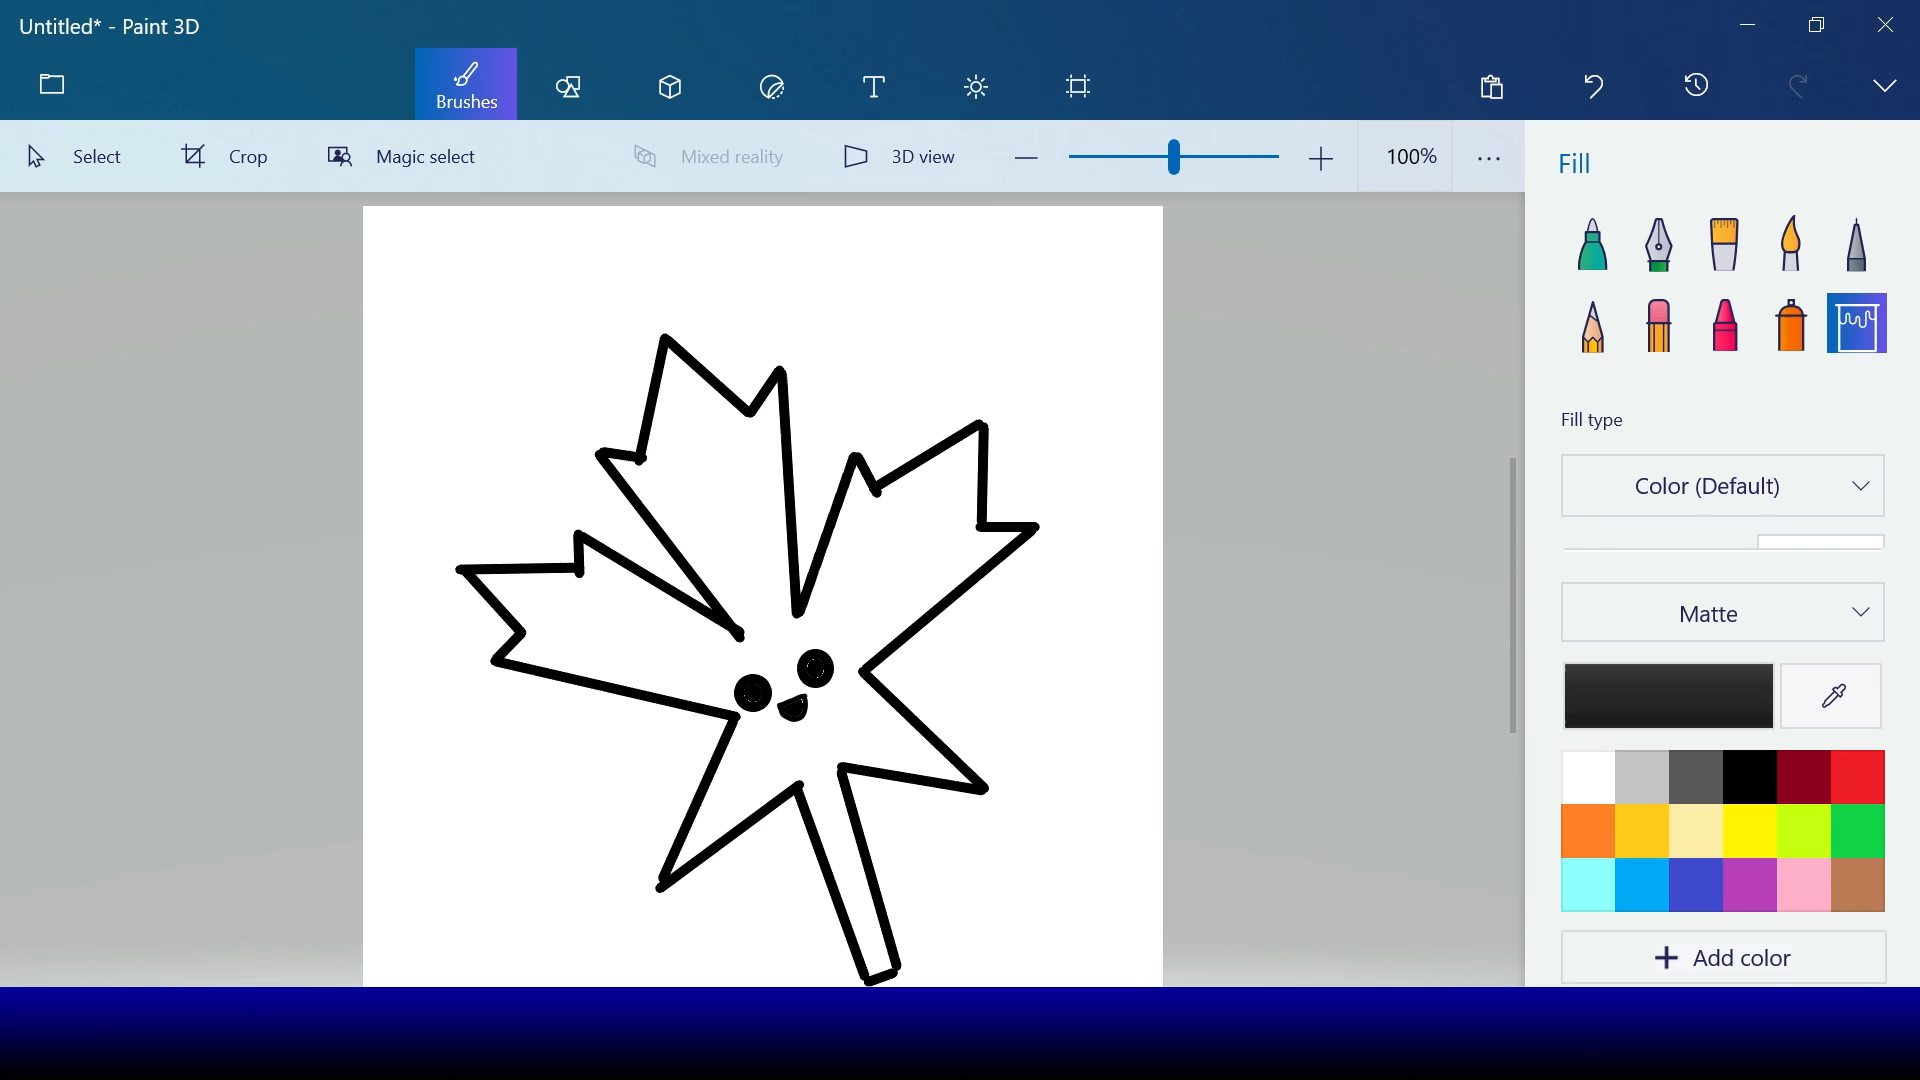 Untitled* - Paint 3D
Brushes
Select
Crop
Magic select
Mixed reality
3D view
100%
Fill
Fill type
Color (Default)
Matte
Add color